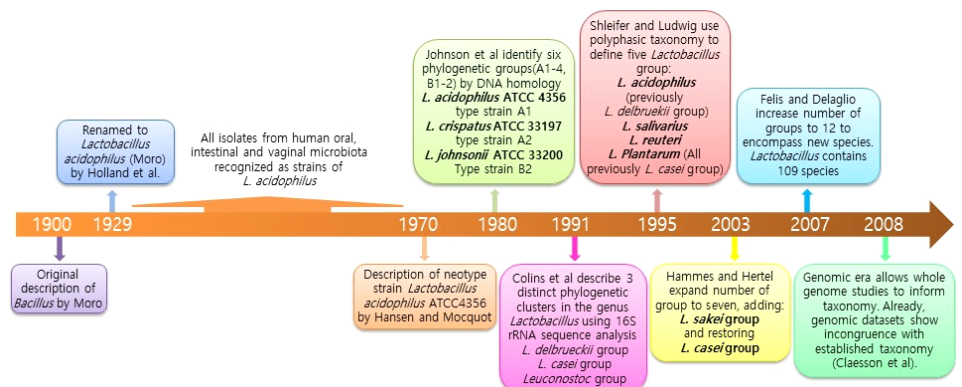 Renamed to
Lactobacillus
acidophilus (Moro)
by Holland et al.
All isolates from human oral,
intestinal and vaginal microbiota
recognized as strains of
L. acidophilus
Johnson et al identify six
phylogenetic groups(A1-4,
B1-2) by DNA homology
L. acidophilus ATCC 4356
type strain A1
L. crispatus ATCC 33197
type strain A2
L. johnsonii ATCC 33200
Type strain B2
Shleifer and Ludwig use
polyphasic taxonomy to
define five Lactobacillus
group:
L. acidophilus
(previously
L. delbruekii group)
L. salivarius
L. reuteri
L. Plantarum (All
previously L. casei group)
Felis and Delaglio
increase number of
groups to 12 to
encompass new species.
Lactobacillus contains
109 species
1900 1929 1970 1980 1991 1995 2003 2007 2008
Original
description of
Bacillus by Moro
Description of neotype
strain Lactobacillus
acidophilus ATCC4356
by Hansen and Mocquot
Colins et al describe 3
distinct phylogenetic
clusters in the genus
Lactobacillus using 16S
rRNA sequence analysis
L. delbrueckii group
L. casei group
Leuconostoc group
Hammes and Hertel
expand number of
group to seven, adding:
L. sakei group
and restoring
L. casei group
Genomic era allows whole
genome studies to inform
taxonomy. Already,
genomic datasets show
incongruence with
established taxonomy
(Claesson et al).